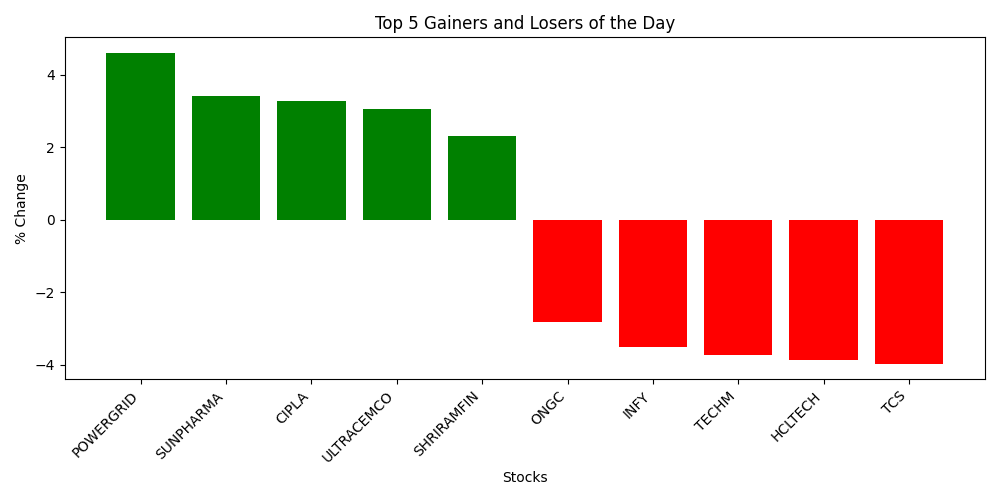 Top 5 Gainers and Losers of the Day
% Change
4
2
0
−2
−4
POWERGRID
SUNPHARMA
CIPLA
ULTRACEMCO
SHRIRAMFIN
ONGC
INFY
TECHM
HCLTECH
TCS
Stocks